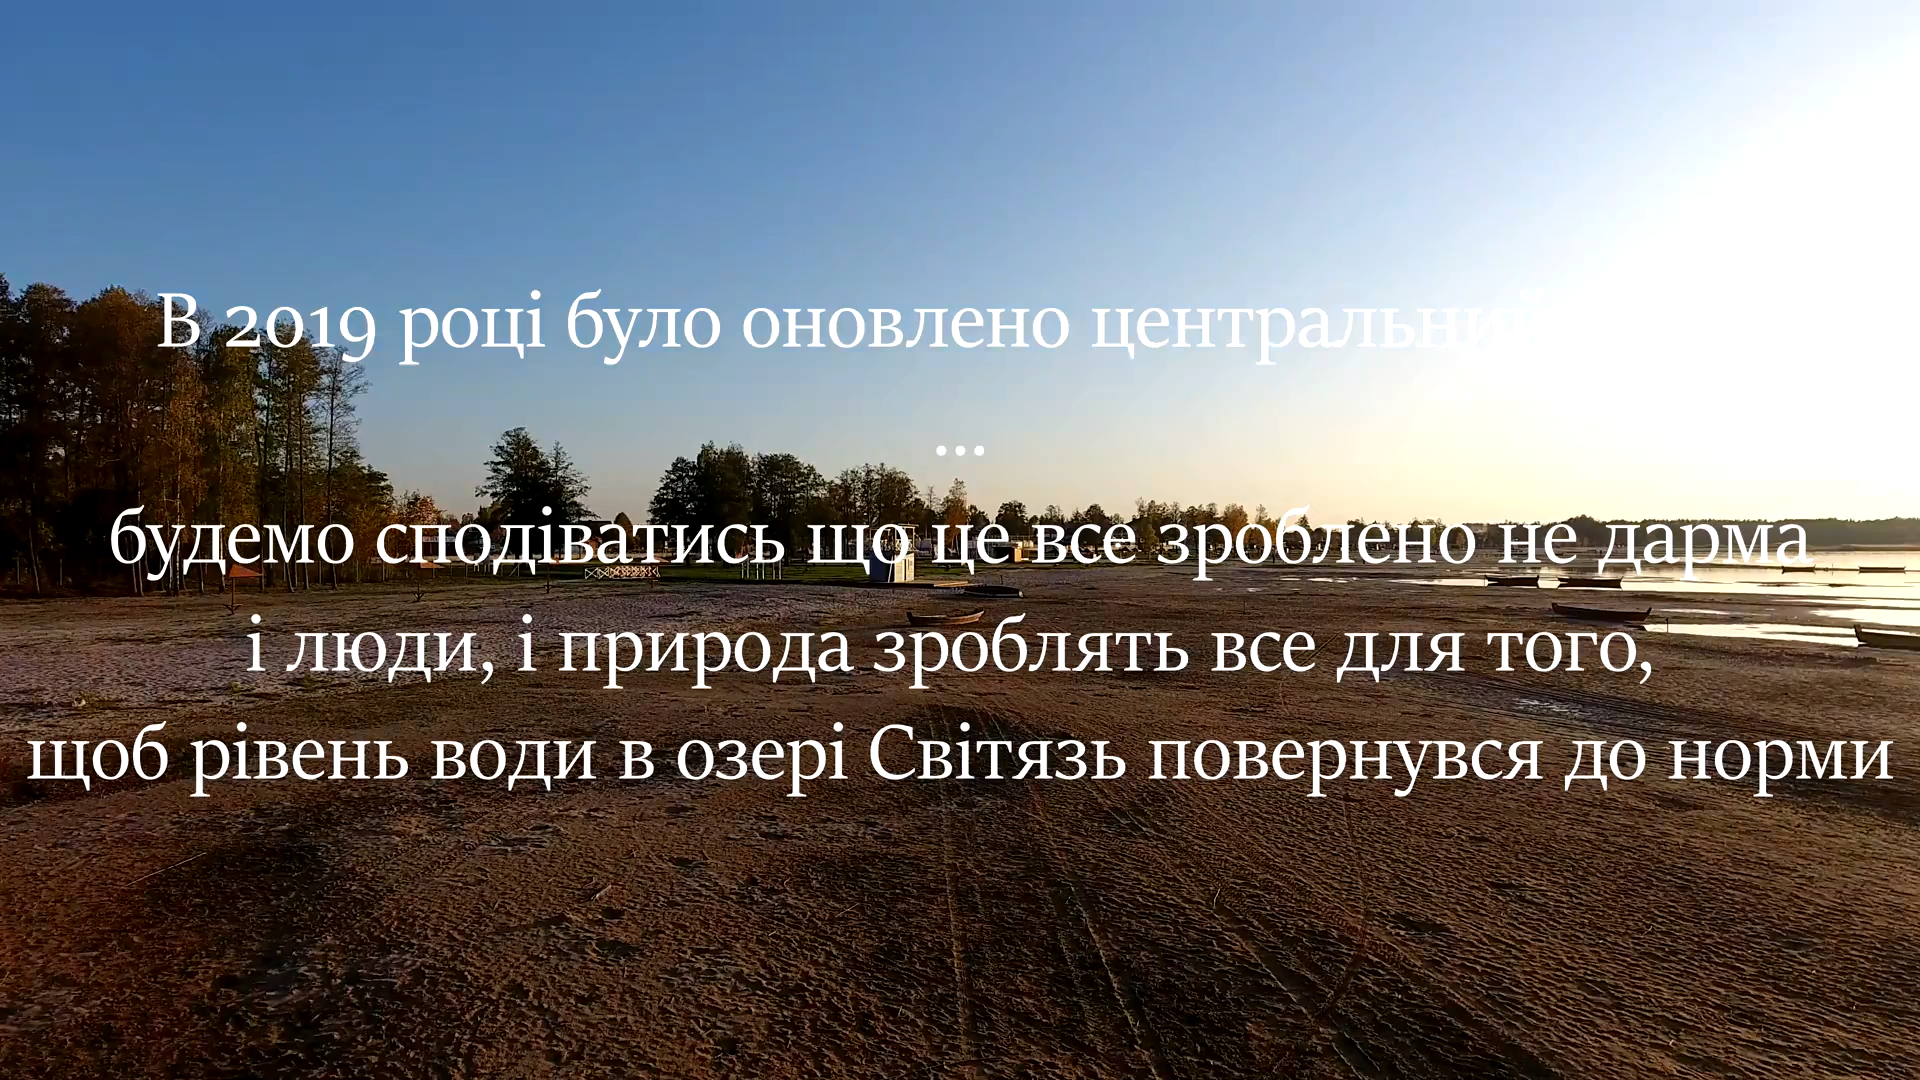 В 2019 році було оновлено центральний
...
будемо сподіватись що це все зроблено не дарма
і люди, і природа зроблять все для того,
щоб рівень води в озері Світязь повернувся до норми